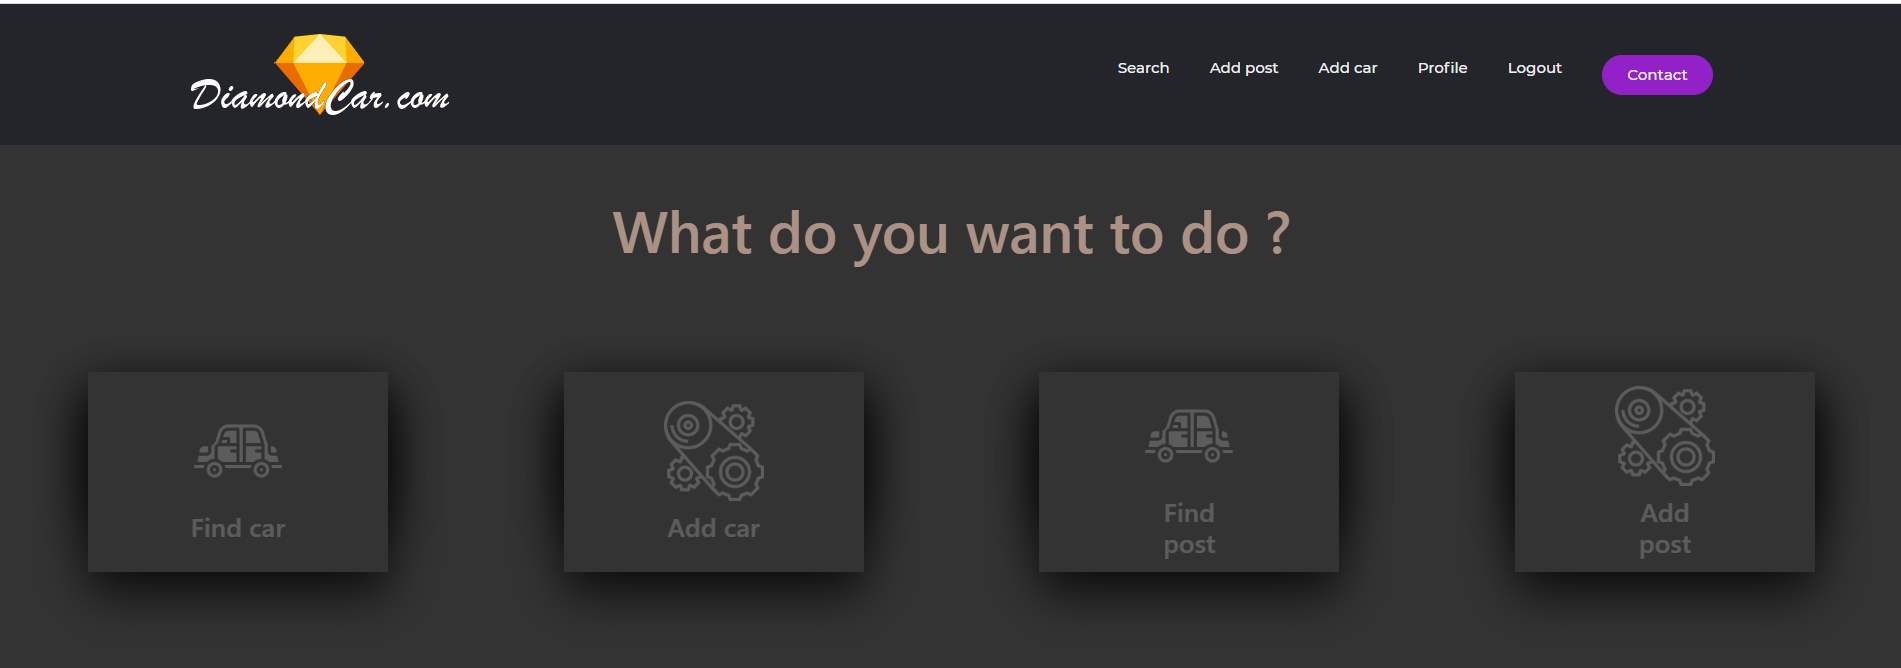 DiamondCar.com
Search Add post Add car Profile Logout Contact
What do you want to do ?
Find car
Add car
Find
post
Add
post